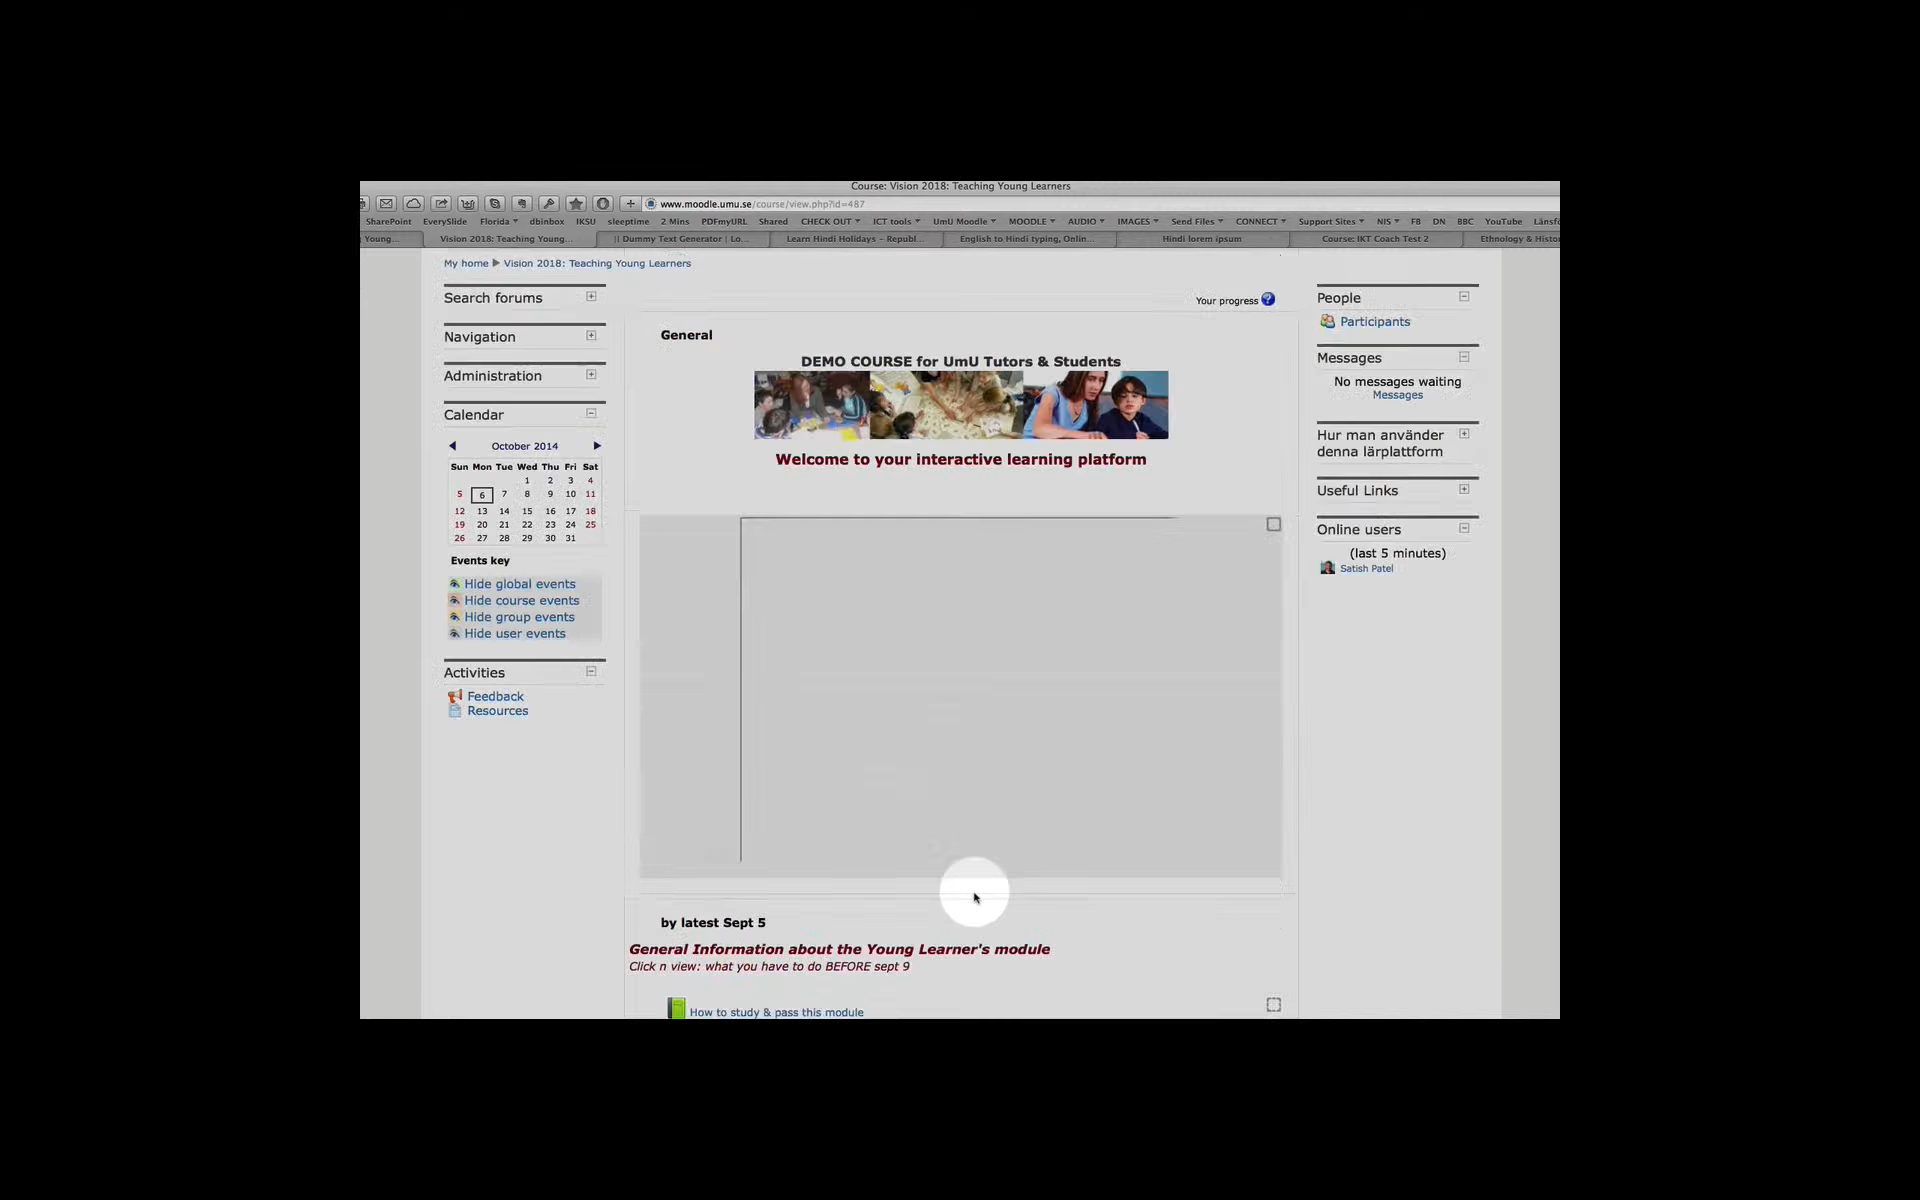 Course: Vision 2018: Teaching Young Learners
www.moodle.umu.se/course/view.php?id=487
SharePoint EverySlide Florida dbinbox IKSU sleeptime 2 Mins PDFmyURL Shared CHECK OUT ICT tools UmU Moodle MOODLE AUDIO IMAGES Send Files CONNECT Support Sites NIS FB DN BBC YouTube Länsf
Young... Vision 2018: Teaching Young... || Dummy Text Generator | Lo... Learn Hindi Holidays – Republ... English to Hindi typing, Onlin... Hindi lorem ipsum Course: IKT Coach Test 2 Ethnology & Histo
My home Vision 2018: Teaching Young Learners
Search forums
Navigation
Administration
Calendar
October 2014
Sun Mon Tue Wed Thu Fri Sat
1 2 3 4
5 6 7 8 9 10 11
12 13 14 15 16 17 18
19 20 21 22 23 24 25
26 27 28 29 30 31
Events key
Hide global events
Hide course events
Hide group events
Hide user events
Activities
Feedback
Resources
Your progress
General
DEMO COURSE for UmU Tutors & Students
Welcome to your interactive learning platform
by latest Sept 5
General Information about the Young Learner's module
Click n view: what you have to do BEFORE sept 9
How to study & pass this module
People
Participants
Messages
No messages waiting
Messages
Hur man använder
denna lärplattform
Useful Links
Online users
(last 5 minutes)
Satish Patel